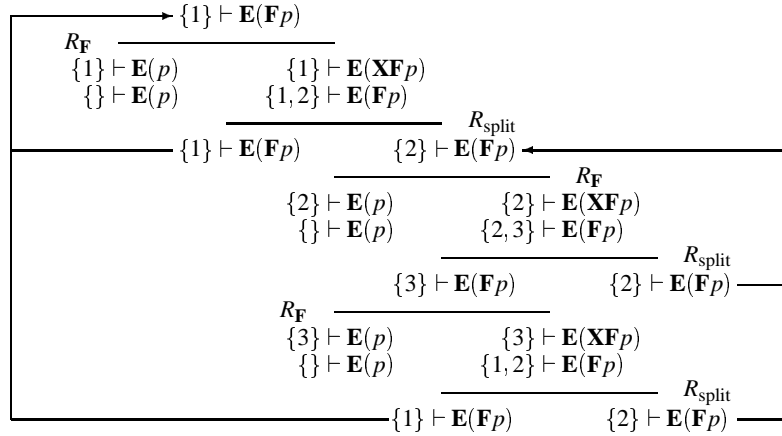 {1} ⊢ E(Fp)
R_F
{1} ⊢ E(p) {1} ⊢ E(XFp)
{} ⊢ E(p) {1,2} ⊢ E(Fp)
R_split
{1} ⊢ E(Fp) {2} ⊢ E(Fp)
R_F
{2} ⊢ E(p) {2} ⊢ E(XFp)
{} ⊢ E(p) {2,3} ⊢ E(Fp)
R_split
{3} ⊢ E(Fp) {2} ⊢ E(Fp)
R_F
{3} ⊢ E(p) {3} ⊢ E(XFp)
{} ⊢ E(p) {1,2} ⊢ E(Fp)
R_split
{1} ⊢ E(Fp) {2} ⊢ E(Fp)